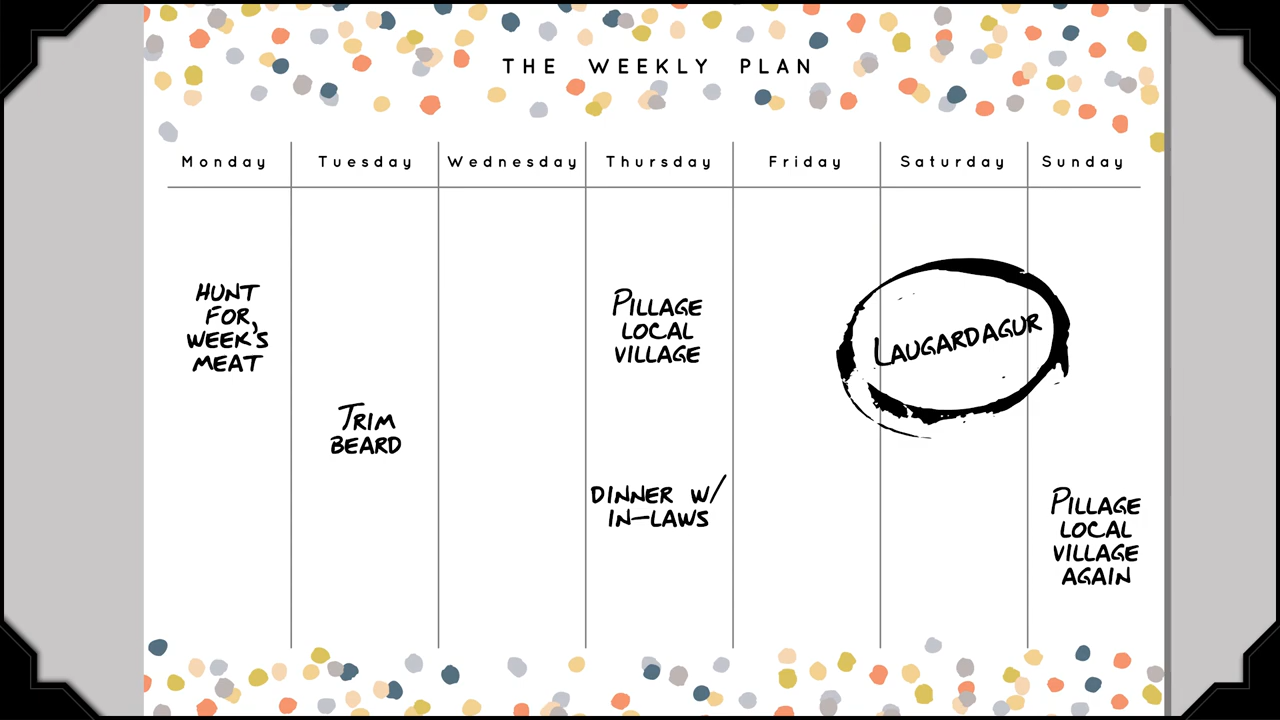 THE WEEKLY PLAN
Monday Tuesday Wednesday Thursday Friday Saturday Sunday
HUNT
FOR
WEEK'S
MEAT
TRIM
BEARD
PILLAGE
LOCAL
VILLAGE
DINNER W/
IN-LAWS
LAUGARDAGUR
PILLAGE
LOCAL
VILLAGE
AGAIN